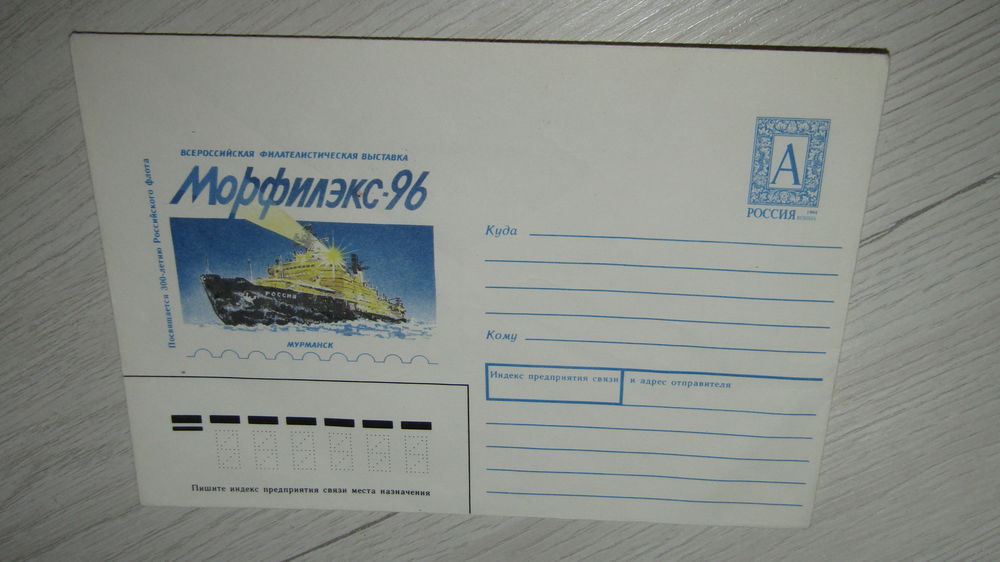 ВСЕРОССИЙСКАЯ ФИЛАТЕЛИСТИЧЕСКАЯ ВЫСТАВКА
Морфилэкс-96
Посвящается 300-летию Российского флота
РОССИЯ
МУРМАНСК
А
РОССИЯ
Куда
Кому
Индекс предприятия связи и адрес отправителя
Пишите индекс предприятия связи места назначения